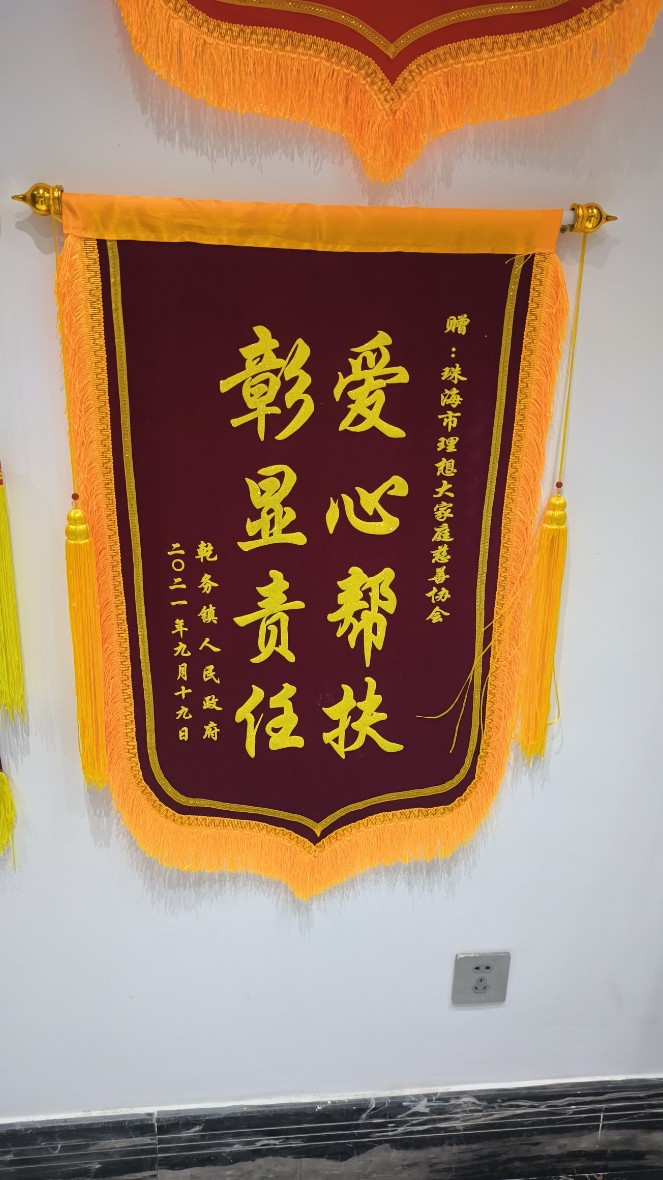 赠：珠海市理想大家庭慈善协会
爱心帮扶
彰显责任
乾务镇人民政府
二〇二一年九月十九日